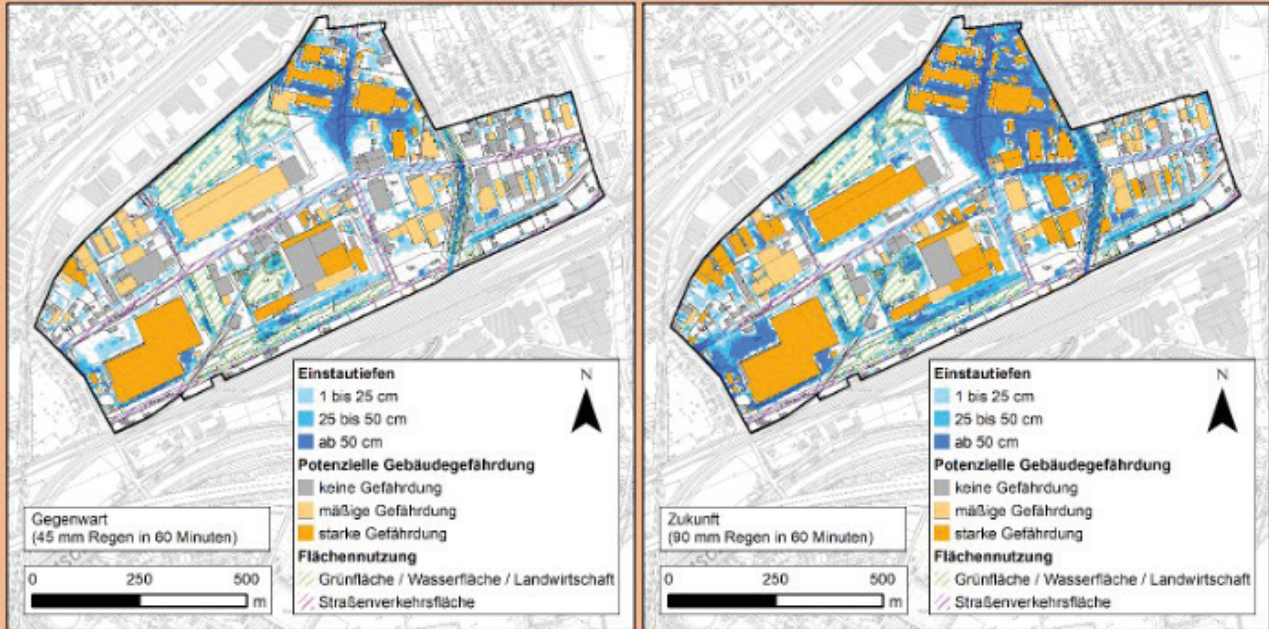 Einstautiefen
1 bis 25 cm
25 bis 50 cm
ab 50 cm
Potenzielle Gebäudegefährdung
keine Gefährdung
mäßige Gefährdung
starke Gefährdung
Flächennutzung
Grünfläche / Wasserfläche / Landwirtschaft
Straßenverkehrsfläche
N
Gegenwart
(45 mm Regen in 60 Minuten)
0 250 500
m
Einstautiefen
1 bis 25 cm
25 bis 50 cm
ab 50 cm
Potenzielle Gebäudegefährdung
keine Gefährdung
mäßige Gefährdung
starke Gefährdung
Flächennutzung
Grünfläche / Wasserfläche / Landwirtschaft
Straßenverkehrsfläche
N
Zukunft
(90 mm Regen in 60 Minuten)
0 250 500
m